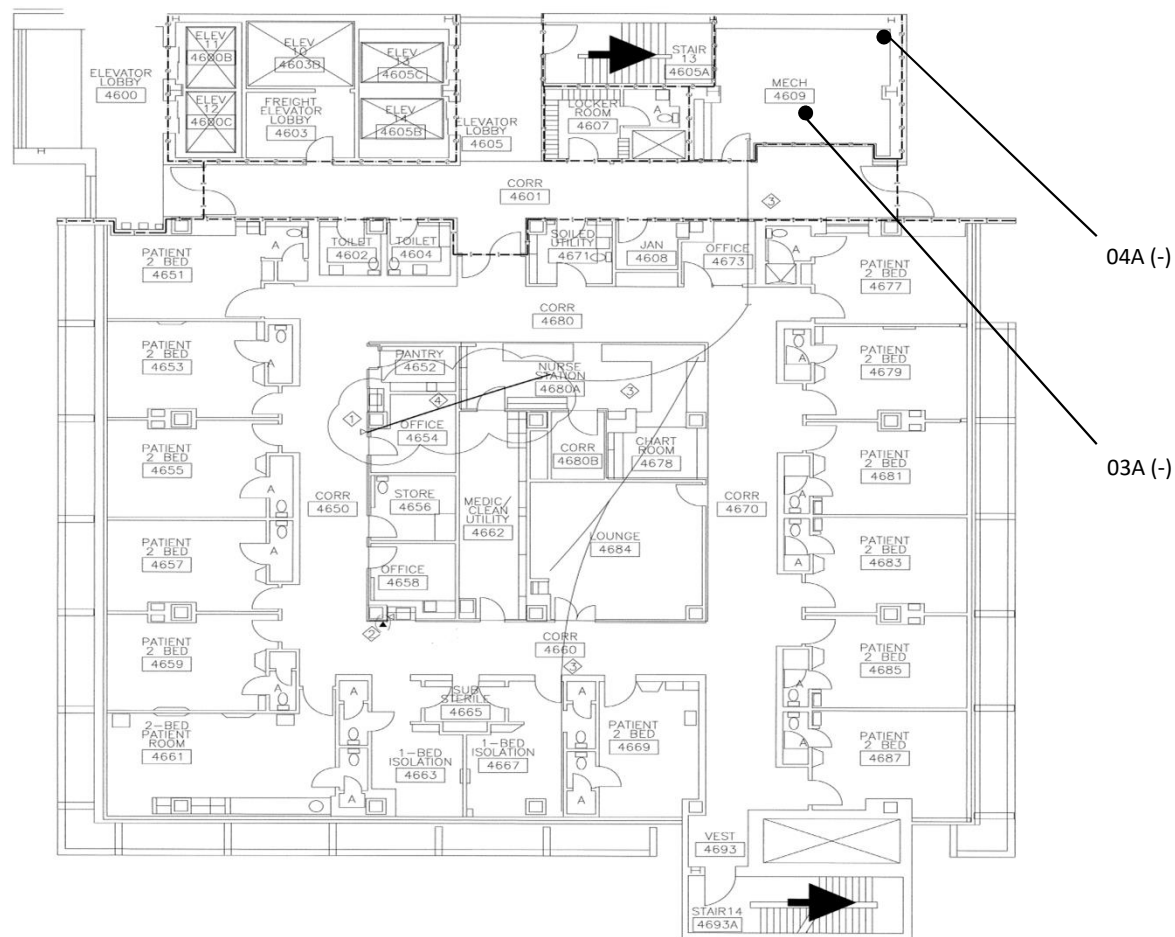 ELEV
11
4600B
ELEV
10
4603B
ELEV
13
4605C
STAIR
13
4605A
ELEVATOR
LOBBY
4600
ELEV
12
4600C
FREIGHT
ELEVATOR
LOBBY
4603
ELEV
14
4605B
ELEVATOR
LOBBY
4605
LOCKER
ROOM
4607
A
MECH
4609
CORR
4601
3
04A (-)
PATIENT
2 BED
4651
A
TOILET
4602
TOILET
4604
SOILED
UTILITY
4671
JAN
4608
OFFICE
4673
A
PATIENT
2 BED
4677
CORR
4680
PATIENT
2 BED
4653
A
PANTRY
4652
NURSE
STATION
4680A
3
A
PATIENT
2 BED
4679
1
4
OFFICE
4654
PATIENT
2 BED
4655
A
CORR
4680B
CHART
ROOM
4678
A
PATIENT
2 BED
4681
03A (-)
CORR
4650
STORE
4656
MEDIC/
CLEAN
UTILITY
4662
CORR
4670
PATIENT
2 BED
4657
A
OFFICE
4658
LOUNGE
4684
A
PATIENT
2 BED
4683
2
CORR
4660
3
PATIENT
2 BED
4659
A
A
SUB
STERILE
4665
A
A
PATIENT
2 BED
4685
2-BED
PATIENT
ROOM
4661
A
1-BED
ISOLATION
4663
1-BED
ISOLATION
4667
A
PATIENT
2 BED
4669
A
PATIENT
2 BED
4687
VEST
4693
STAIR14
4693A